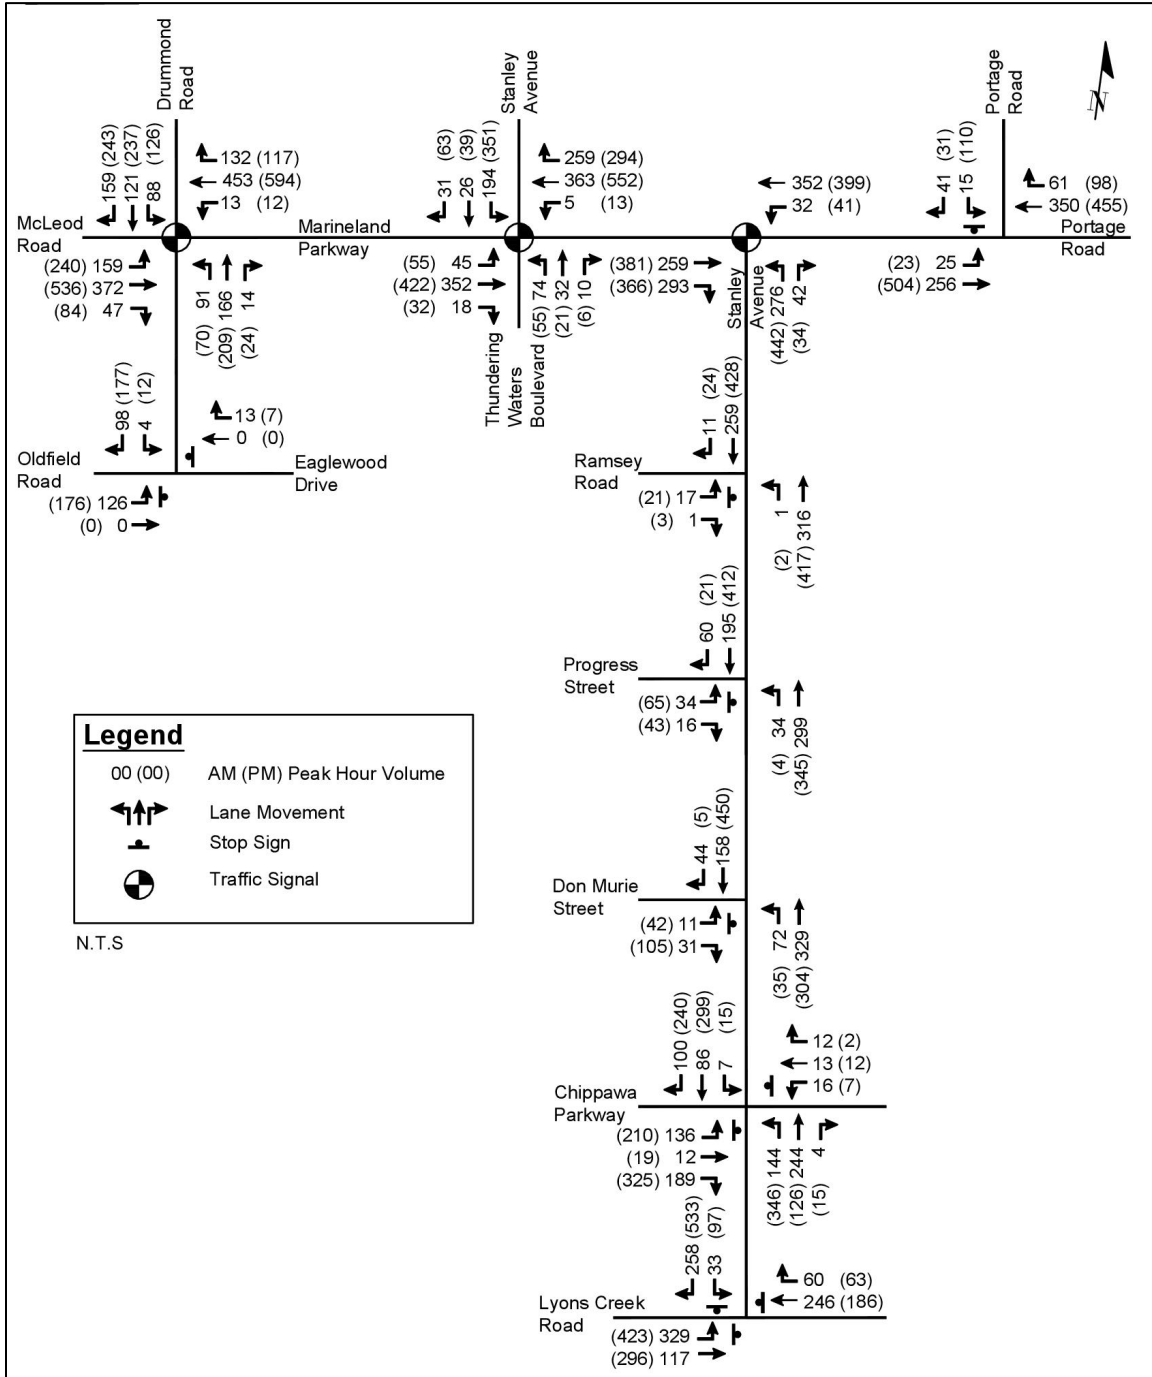 Drummond
Road
Stanley
Avenue
Portage
Road
N
159 (243)
121 (237)
88 (126)
132 (117)
453 (594)
13 (12)
31 (63)
26 (39)
194 (351)
259 (294)
363 (552)
5 (13)
352 (399)
32 (41)
41 (31)
15 (110)
61 (98)
350 (455)
McLeod
Road
Marineland
Parkway
Portage
Road
(240) 159
(536) 372
(84) 47
(70) 91
(209) 166
(24) 14
(55) 45
(422) 352
(32) 18
Thundering
Waters
Boulevard
(55) 74
(21) 32
(6) 10
(381) 259
(366) 293
Stanley
Avenue
(442) 276
(34) 42
(23) 25
(504) 256
98 (177)
4 (12)
13 (7)
0 (0)
Oldfield
Road
Eaglewood
Drive
(176) 126
(0) 0
11 (24)
259 (428)
Ramsey
Road
(21) 17
(3) 1
(2) 1
(417) 316
60 (21)
195 (412)
Progress
Street
(65) 34
(43) 16
(4) 34
(345) 299
Legend
00 (00) AM (PM) Peak Hour Volume
Lane Movement
Stop Sign
Traffic Signal
N.T.S
44 (5)
158 (450)
Don Murie
Street
(42) 11
(105) 31
(35) 72
(304) 329
100 (240)
86 (299)
7 (15)
12 (2)
13 (12)
16 (7)
Chippawa
Parkway
(210) 136
(19) 12
(325) 189
(346) 144
(126) 244
(15) 4
258 (533)
33 (97)
60 (63)
246 (186)
Lyons Creek
Road
(423) 329
(296) 117